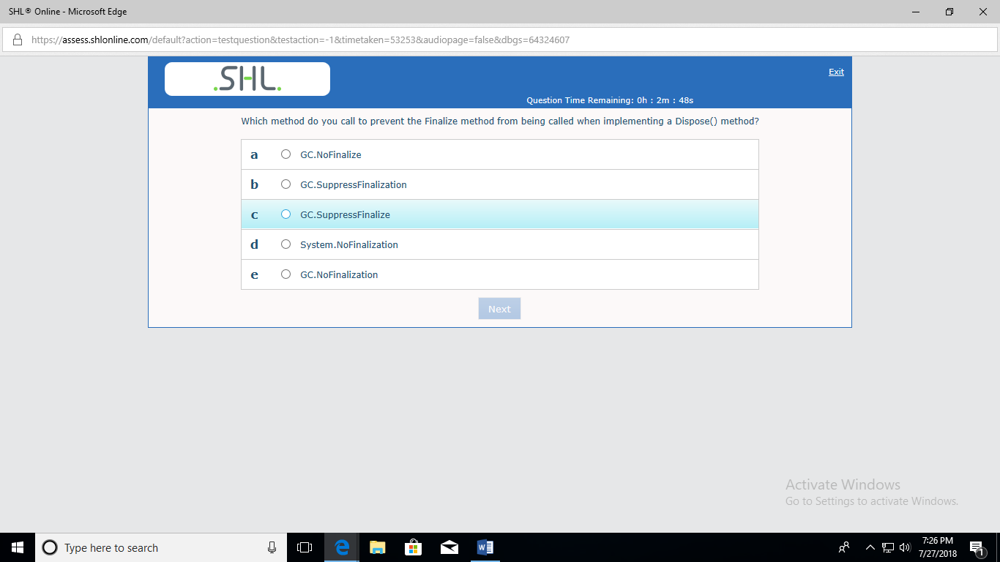 SHL® Online - Microsoft Edge
https://assess.shlonline.com/default?action=testquestion&testaction=-1&timetaken=53253&audiopage=false&dbgs=64324607
.SHL.
Exit
Question Time Remaining: 0h : 2m : 48s
Which method do you call to prevent the Finalize method from being called when implementing a Dispose() method?
a GC.NoFinalize
b GC.SuppressFinalization
c GC.SuppressFinalize
d System.NoFinalization
e GC.NoFinalization
Next
Activate Windows
Go to Settings to activate Windows.
Type here to search
7:26 PM
7/27/2018
1